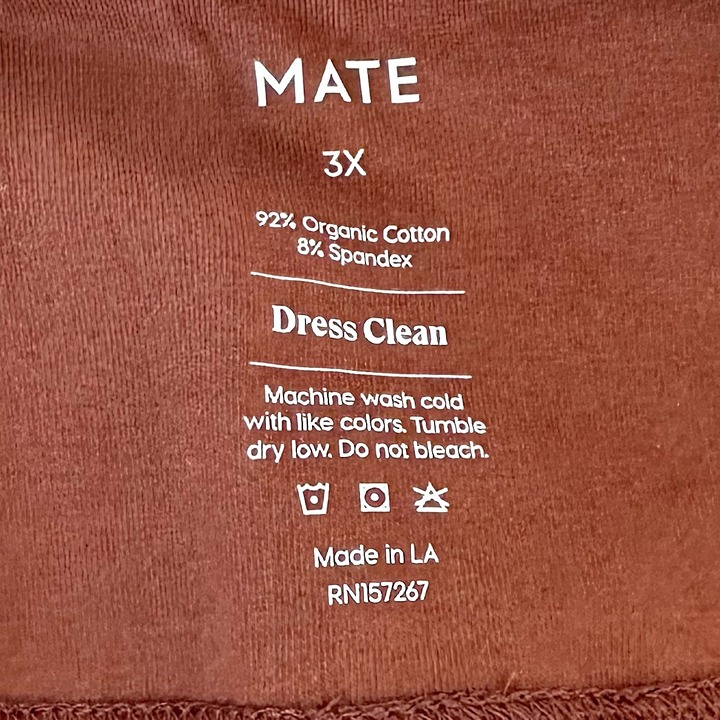 MATE
3X
92% Organic Cotton
8% Spandex
Dress Clean
Machine wash cold
with like colors. Tumble
dry low. Do not bleach.
Made in LA
RN157267